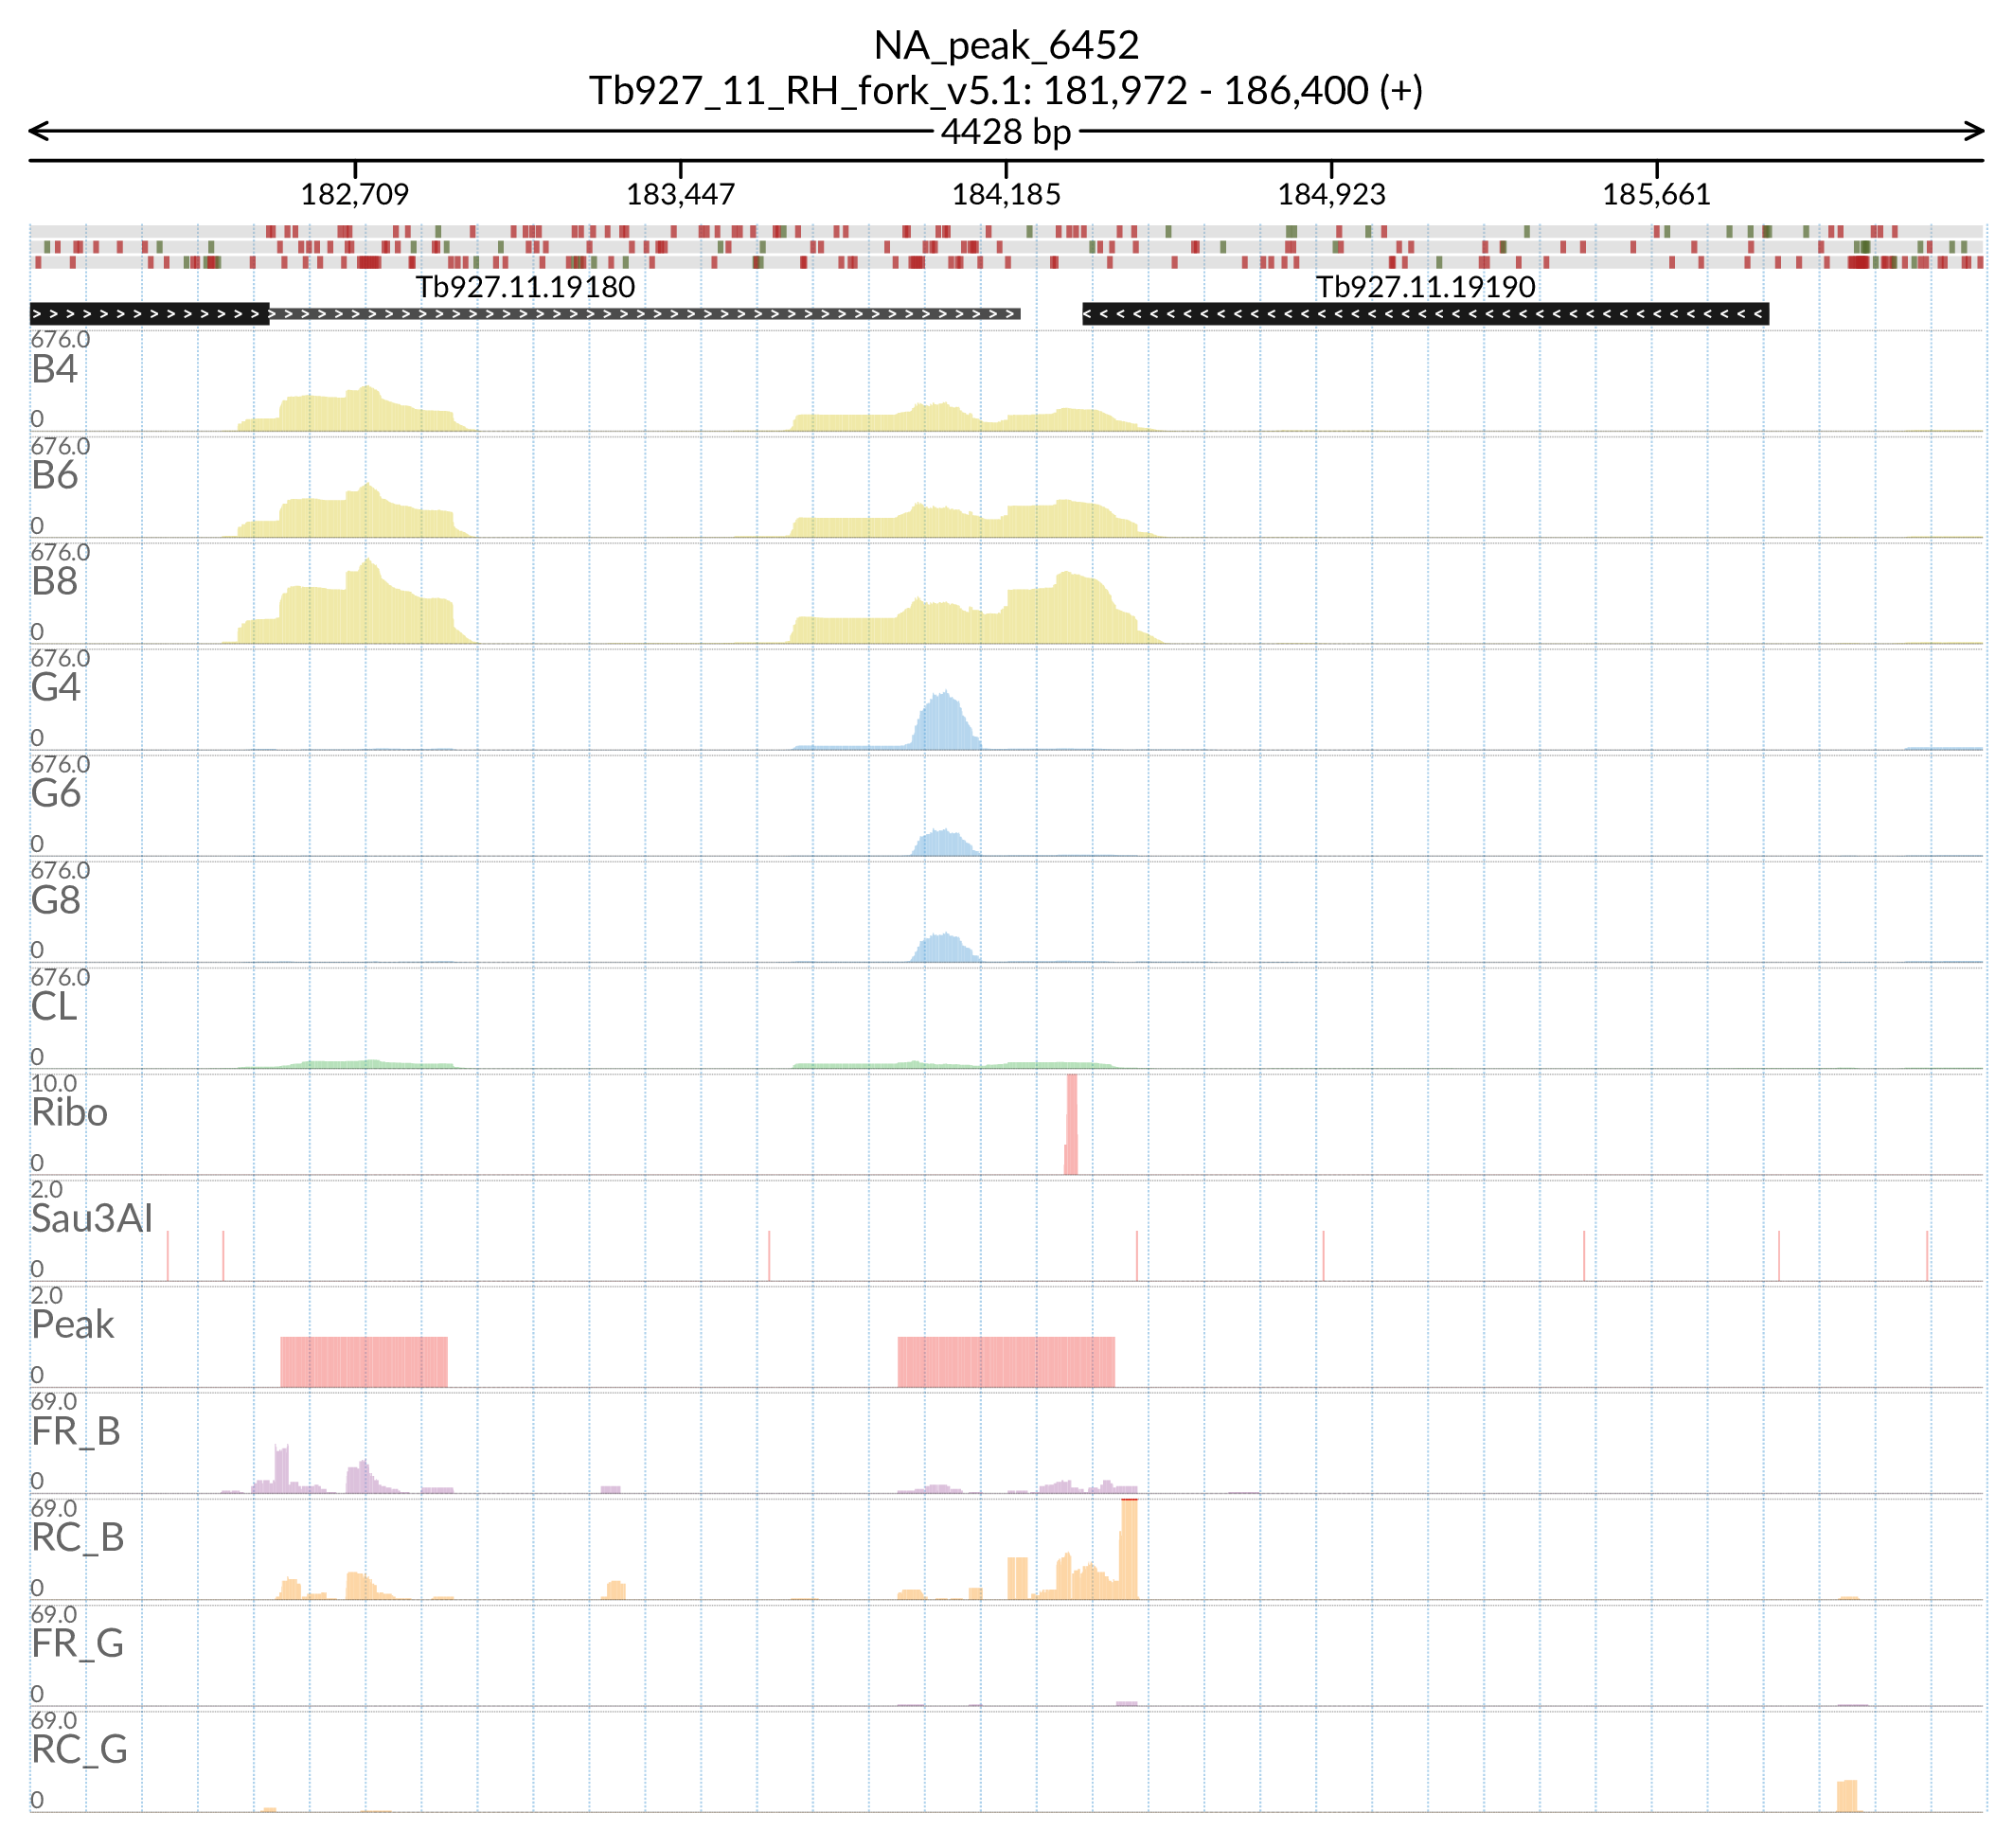 NA_peak_6452
Tb927_11_RH_fork_v5.1: 181,972 - 186,400 (+)
4428 bp
182,709 183,447 184,185 184,923 185,661
Tb927.11.19180 Tb927.11.19190
676.0
B4
0
676.0
B6
0
676.0
B8
0
676.0
G4
0
676.0
G6
0
676.0
G8
0
676.0
CL
0
10.0
Ribo
0
2.0
Sau3AI
0
2.0
Peak
0
69.0
FR_B
0
69.0
RC_B
0
69.0
FR_G
0
69.0
RC_G
0